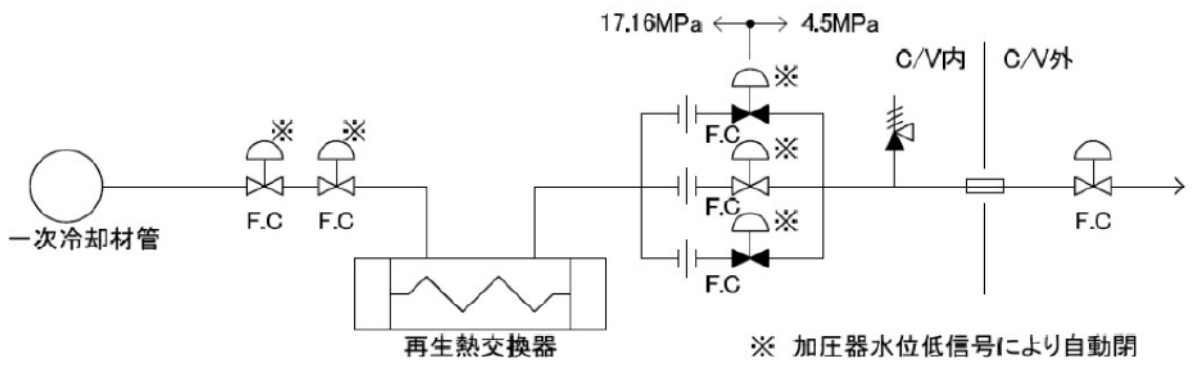 17.16MPa 4.5MPa
C/V内 C/V外
※
※ ※
F.C
※
F.C F.C
F.C
※
F.C
一次冷却材管
F.C
再生熱交換器
※ 加圧器水位低信号により自動閉